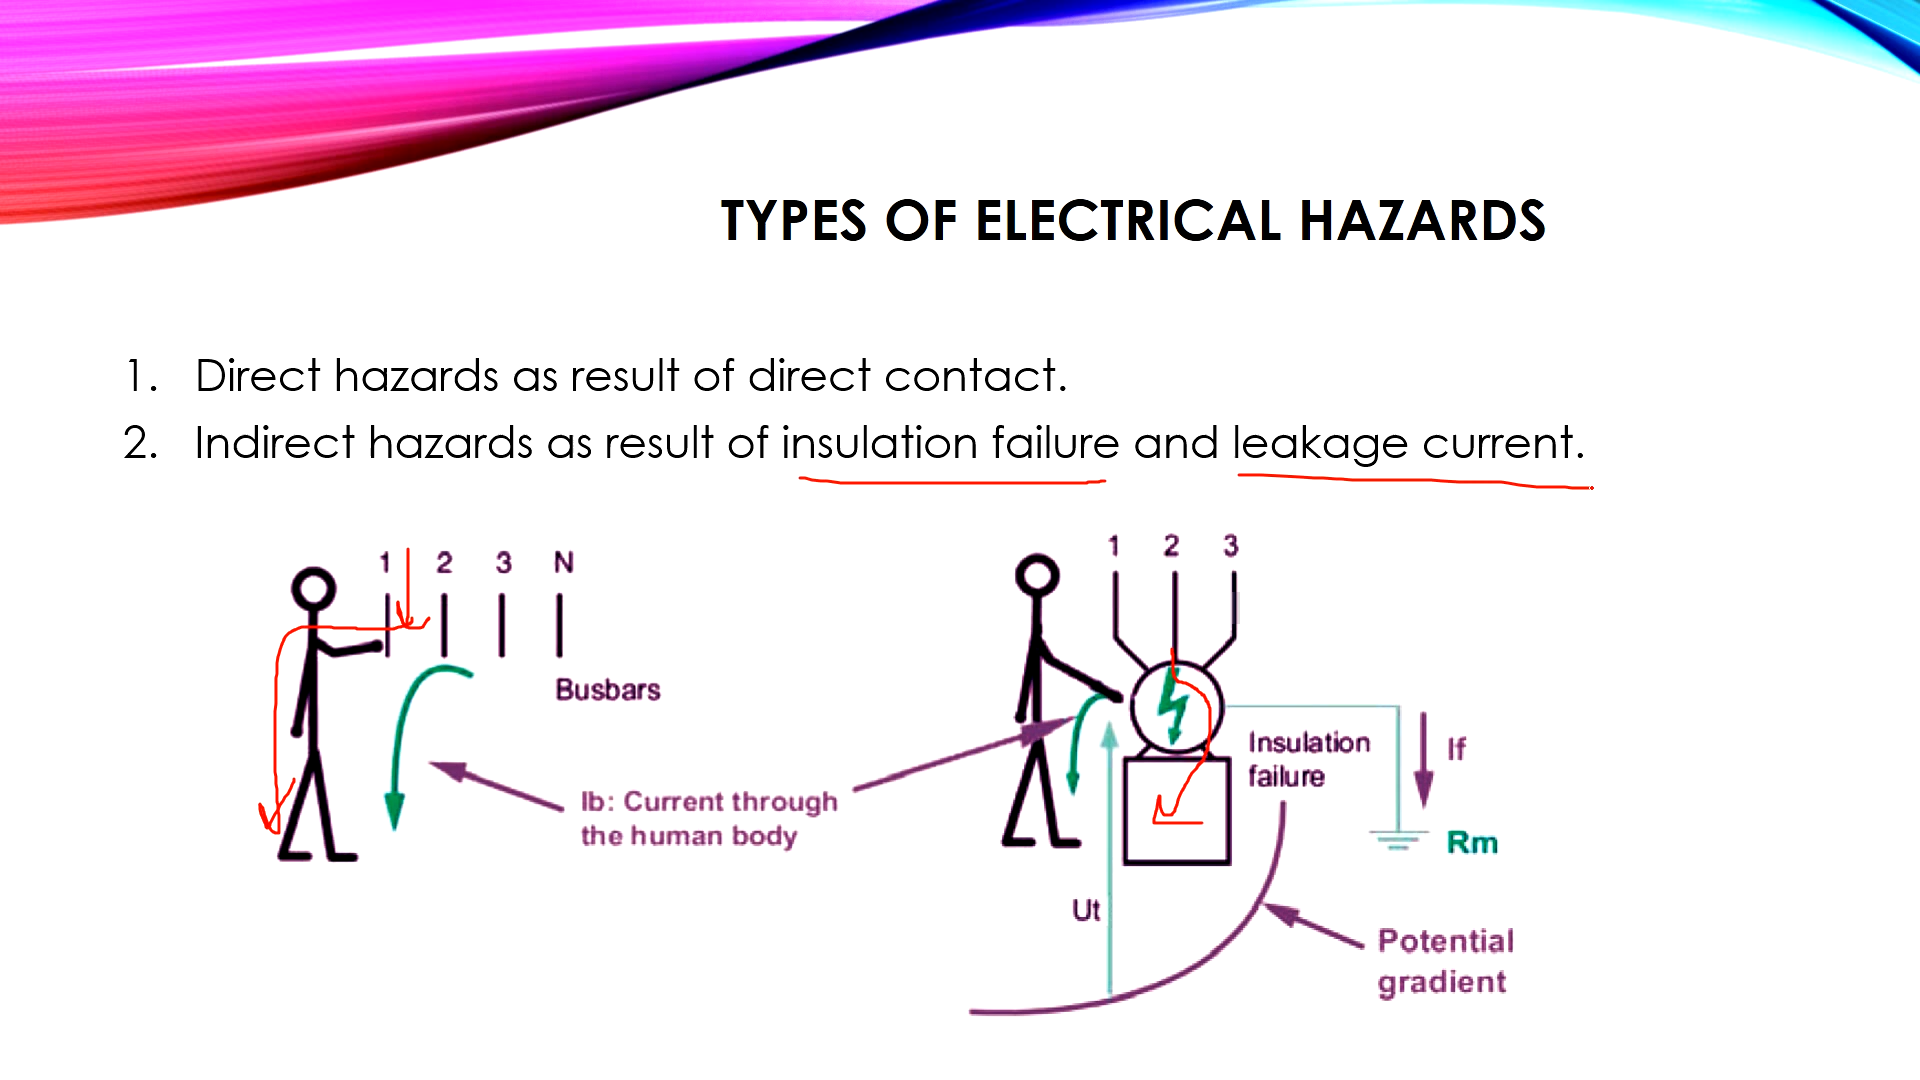 TYPES OF ELECTRICAL HAZARDS
1. Direct hazards as result of direct contact.
2. Indirect hazards as result of insulation failure and leakage current.
1 2 3 N
Busbars
Ib: Current through
the human body
1 2 3
Insulation
failure
If
Rm
Ut
Potential
gradient